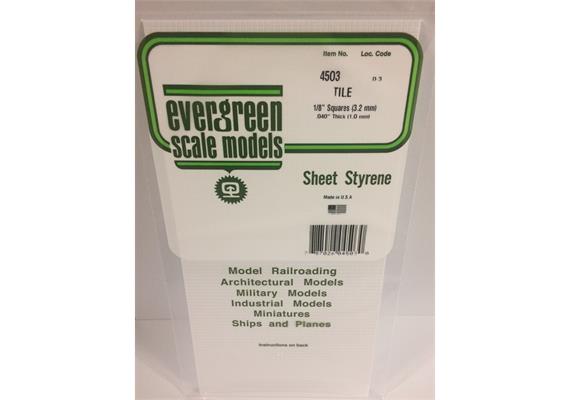 Item No. Loc. Code
4503 D 3
TILE
1/8" Squares (3.2 mm)
.040" Thick (1.0 mm)
evergreen
scale models
Sheet Styrene
Made in U S A
Model Railroading
Architectural Models
Military Models
Industrial Models
Miniatures
Ships and Planes
Instructions on back